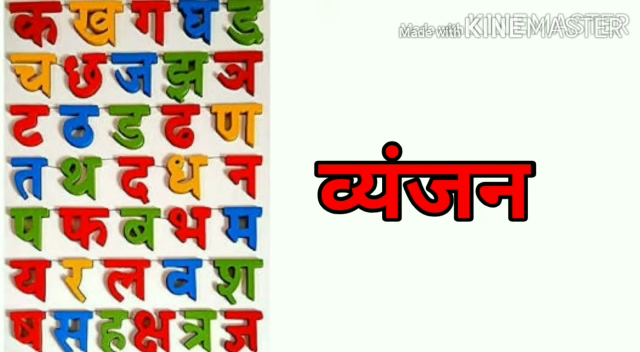 क ख ग घ ङ
Made with KINEMASTER
च छ ज झ ञ
ट ठ ड ढ ण
त थ द ध न
व्यंजन
प फ ब भ म
य र ल व श
ष स ह क्ष त्र ज्ञ